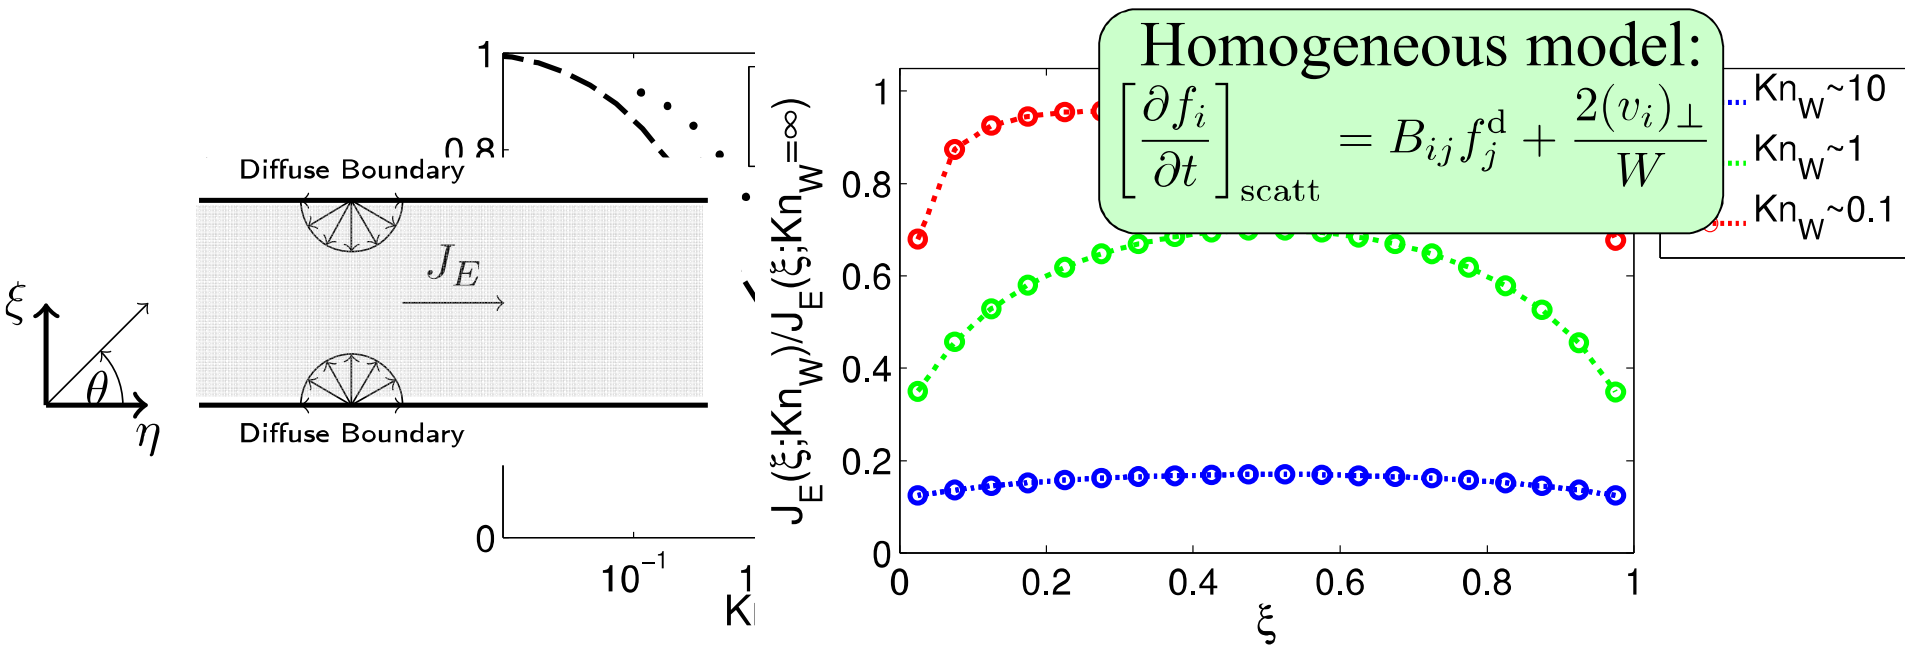 Homogeneous model:
[∂f_i/∂t]_scatt = B_ij f_j^d + 2(v_i)_⊥/W
Kn_W~10
Kn_W~1
Kn_W~0.1
1
0.8
0
10^-1
Diffuse Boundary
J_E
Diffuse Boundary
ξ
θ
η
J_E(ξ;Kn_W)/J_E(ξ;Kn_W=∞)
1
0.8
0.6
0.4
0.2
0
0
0.2
0.4
0.6
0.8
1
ξ